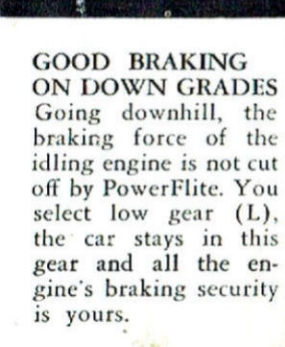 GOOD BRAKING
ON DOWN GRADES
Going downhill, the
braking force of the
idling engine is not cut
off by PowerFlite. You
select low gear (L),
the car stays in this
gear and all the en-
gine's braking security
is yours.